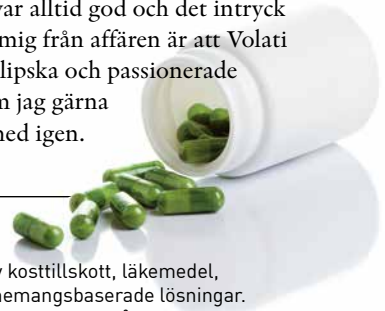 var alltid god och det intryck
mig från affären är att Volati
lipska och passionerade
jag gärna
med igen.
kosttillskott, läkemedel,
emangsbaserade lösningar.